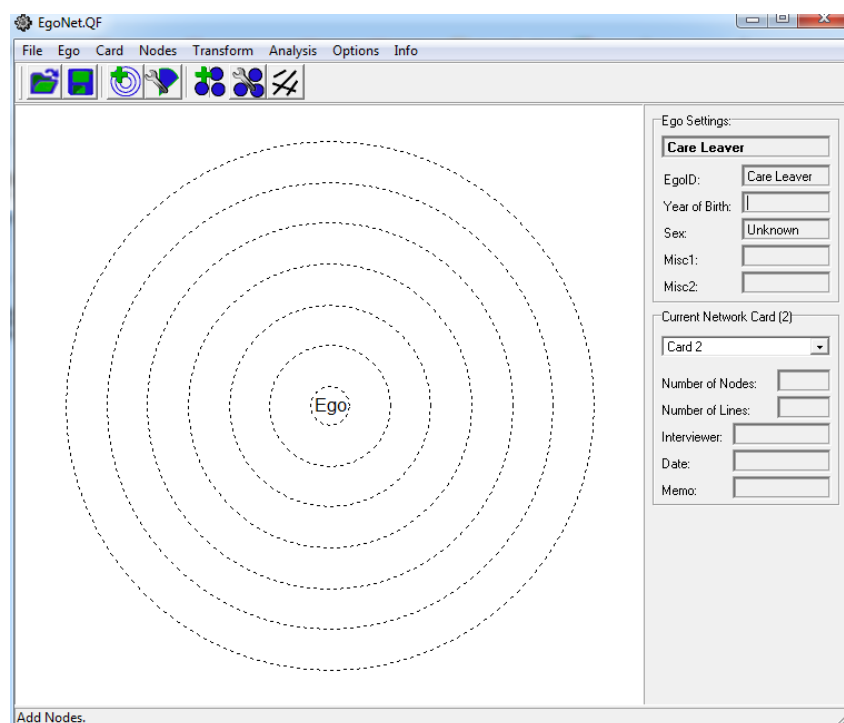 EgoNet.QF
File Ego Card Nodes Transform Analysis Options Info
Ego
Ego Settings:
Care Leaver
EgoID: Care Leaver
Year of Birth:
Sex: Unknown
Misc1:
Misc2:
Current Network Card (2)
Card 2
Number of Nodes:
Number of Lines:
Interviewer:
Date:
Memo:
Add Nodes.